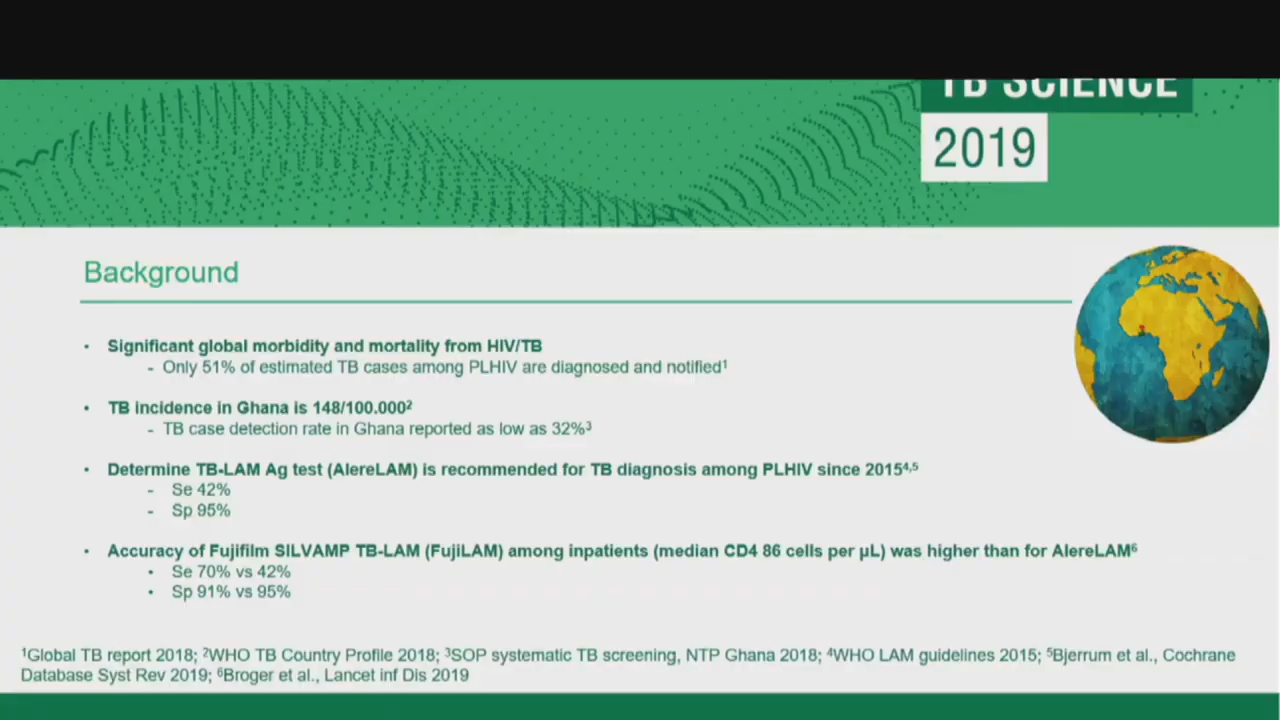 TB SCIENCE
2019
Background
• Significant global morbidity and mortality from HIV/TB
- Only 51% of estimated TB cases among PLHIV are diagnosed and notified¹
• TB incidence in Ghana is 148/100.000²
- TB case detection rate in Ghana reported as low as 32%³
• Determine TB-LAM Ag test (AlereLAM) is recommended for TB diagnosis among PLHIV since 2015⁴,⁵
- Se 42%
- Sp 95%
• Accuracy of Fujifilm SILVAMP TB-LAM (FujiLAM) among inpatients (median CD4 86 cells per µL) was higher than for AlereLAM⁶
• Se 70% vs 42%
• Sp 91% vs 95%
¹Global TB report 2018; ²WHO TB Country Profile 2018; ³SOP systematic TB screening, NTP Ghana 2018; ⁴WHO LAM guidelines 2015; ⁵Bjerrum et al., Cochrane
Database Syst Rev 2019; ⁶Broger et al., Lancet inf Dis 2019